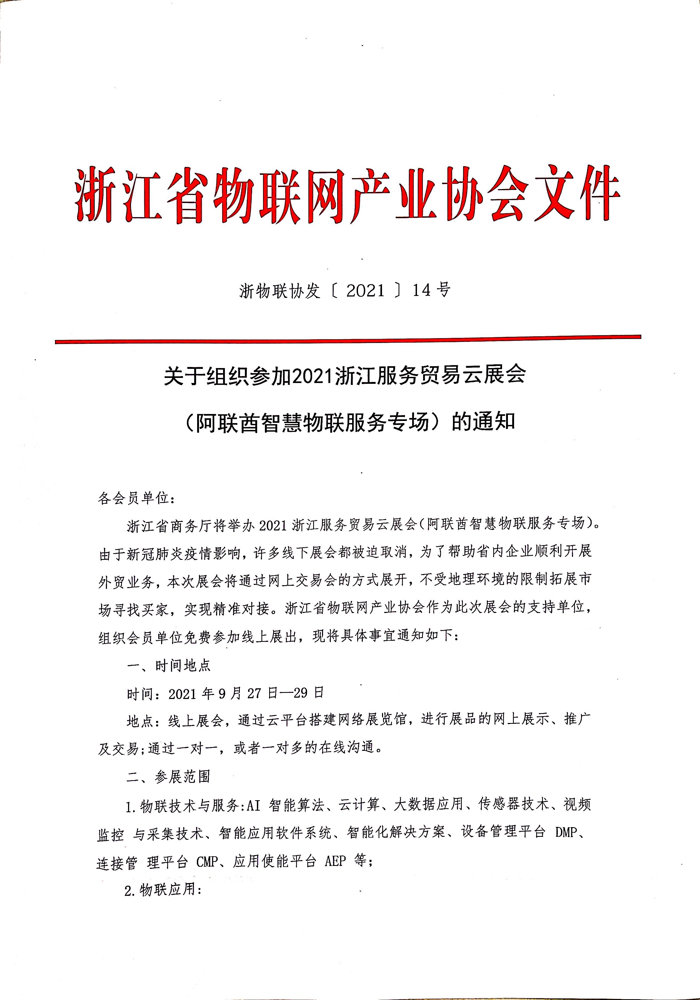 浙江省物联网产业协会文件
浙物联协发〔 2021 〕14号
关于组织参加2021浙江服务贸易云展会
（阿联酋智慧物联服务专场）的通知
各会员单位：
浙江省商务厅将举办 2021 浙江服务贸易云展会（阿联酋智慧物联服务专场）。
由于新冠肺炎疫情影响，许多线下展会都被迫取消，为了帮助省内企业顺利开展
外贸业务，本次展会将通过网上交易会的方式展开，不受地理环境的限制拓展市
场寻找买家，实现精准对接。浙江省物联网产业协会作为此次展会的支持单位，
组织会员单位免费参加线上展出，现将具体事宜通知如下：
一、时间地点
时间：2021 年 9 月 27 日—29 日
地点：线上展会，通过云平台搭建网络展览馆，进行展品的网上展示、推广
及交易;通过一对一，或者一对多的在线沟通。
二、参展范围
1.物联技术与服务:AI 智能算法、云计算、大数据应用、传感器技术、视频
监控 与采集技术、智能应用软件系统、智能化解决方案、设备管理平台 DMP、
连接管 理平台 CMP、应用使能平台 AEP 等；
2.物联应用：